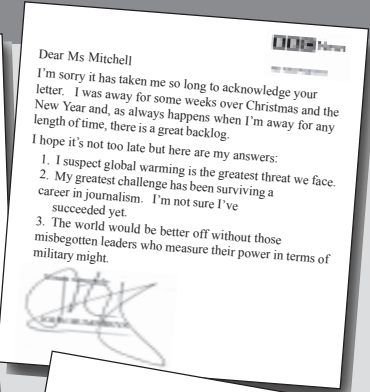 News
Dear Ms Mitchell
I'm sorry it has taken me so long to acknowledge your
letter. I was away for some weeks over Christmas and the
New Year and, as always happens when I'm away for any
length of time, there is a great backlog.
I hope it's not too late but here are my answers:
1. I suspect global warming is the greatest threat we face.
2. My greatest challenge has been surviving a
career in journalism. I'm not sure I've
succeeded yet.
3. The world would be better off without those
misbegotten leaders who measure their power in terms of
military might.